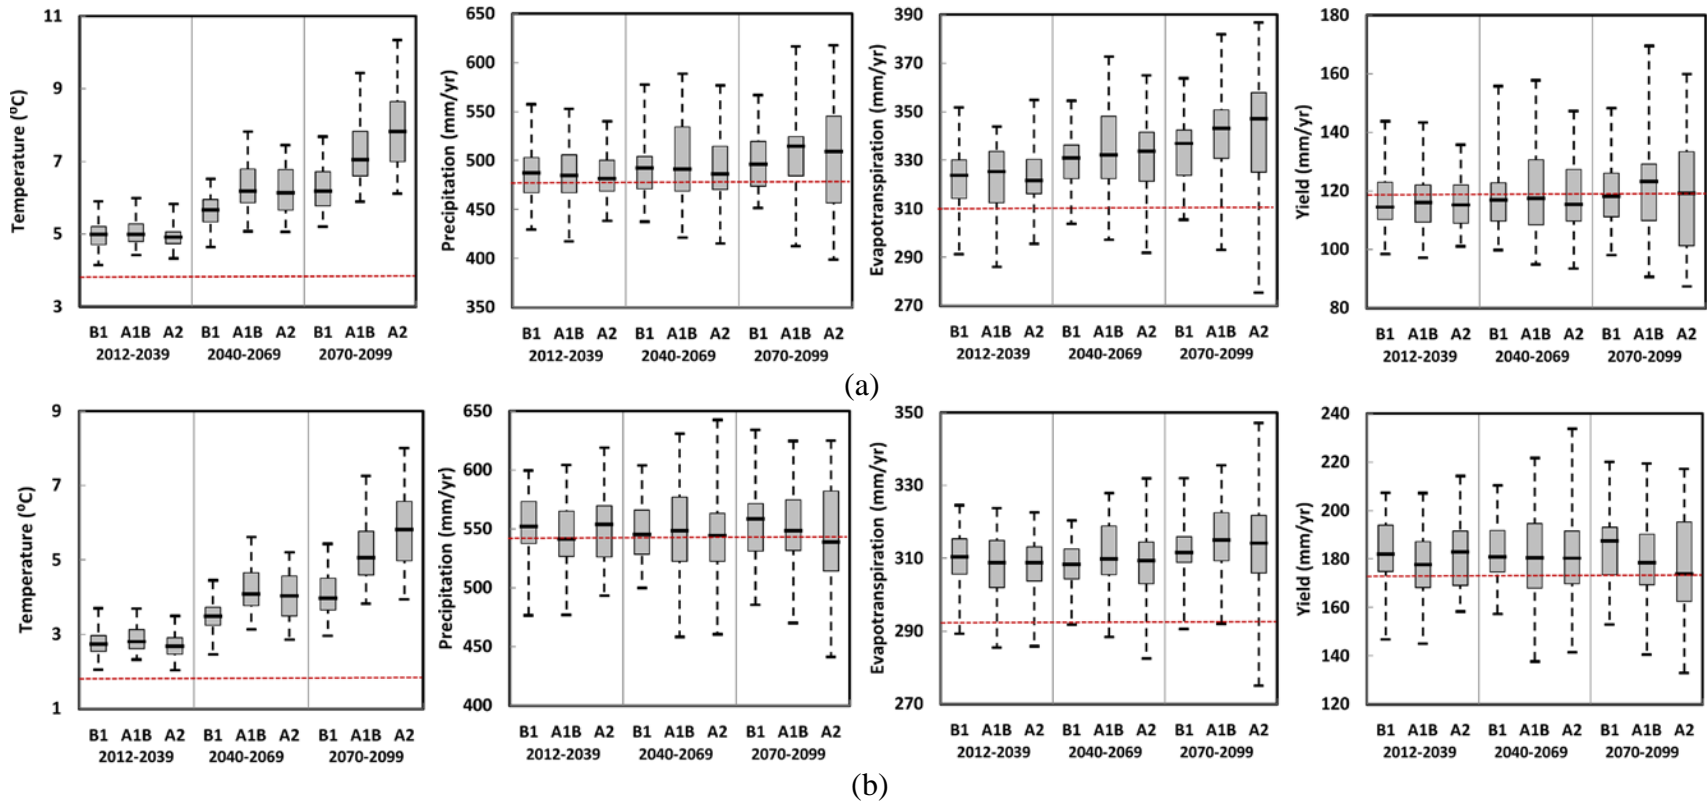 Temperature (⁰C)
11
9
7
5
3
B1 A1B A2 B1 A1B A2 B1 A1B A2
2012-2039 2040-2069 2070-2099
Precipitation (mm/yr)
650
600
550
500
450
400
350
B1 A1B A2 B1 A1B A2 B1 A1B A2
2012-2039 2040-2069 2070-2099
Evapotranspiration (mm/yr)
390
370
350
330
310
290
270
B1 A1B A2 B1 A1B A2 B1 A1B A2
2012-2039 2040-2069 2070-2099
Yield (mm/yr)
180
160
140
120
100
80
B1 A1B A2 B1 A1B A2 B1 A1B A2
2012-2039 2040-2069 2070-2099
(a)
Temperature (⁰C)
9
7
5
3
1
B1 A1B A2 B1 A1B A2 B1 A1B A2
2012-2039 2040-2069 2070-2099
Precipitation (mm/yr)
650
600
550
500
450
400
B1 A1B A2 B1 A1B A2 B1 A1B A2
2012-2039 2040-2069 2070-2099
Evapotranspiration (mm/yr)
350
330
310
290
270
B1 A1B A2 B1 A1B A2 B1 A1B A2
2012-2039 2040-2069 2070-2099
Yield (mm/yr)
240
220
200
180
160
140
120
B1 A1B A2 B1 A1B A2 B1 A1B A2
2012-2039 2040-2069 2070-2099
(b)